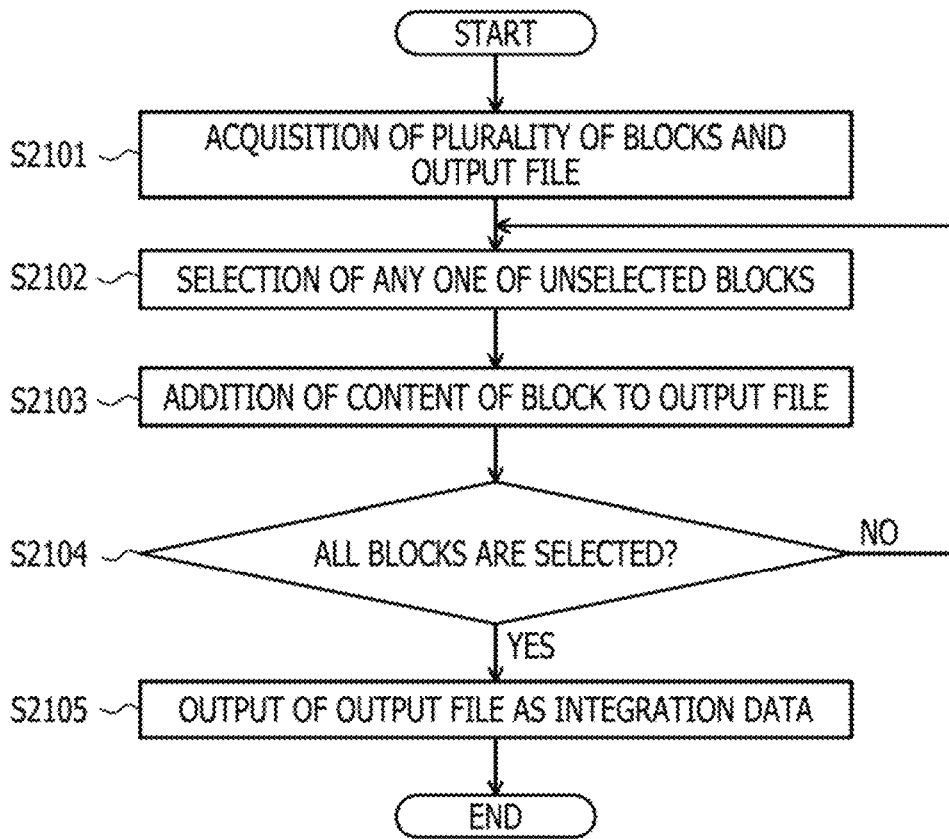 START
S2101
ACQUISITION OF PLURALITY OF BLOCKS AND
OUTPUT FILE
S2102
SELECTION OF ANY ONE OF UNSELECTED BLOCKS
S2103
ADDITION OF CONTENT OF BLOCK TO OUTPUT FILE
S2104
ALL BLOCKS ARE SELECTED?
NO
YES
S2105
OUTPUT OF OUTPUT FILE AS INTEGRATION DATA
END